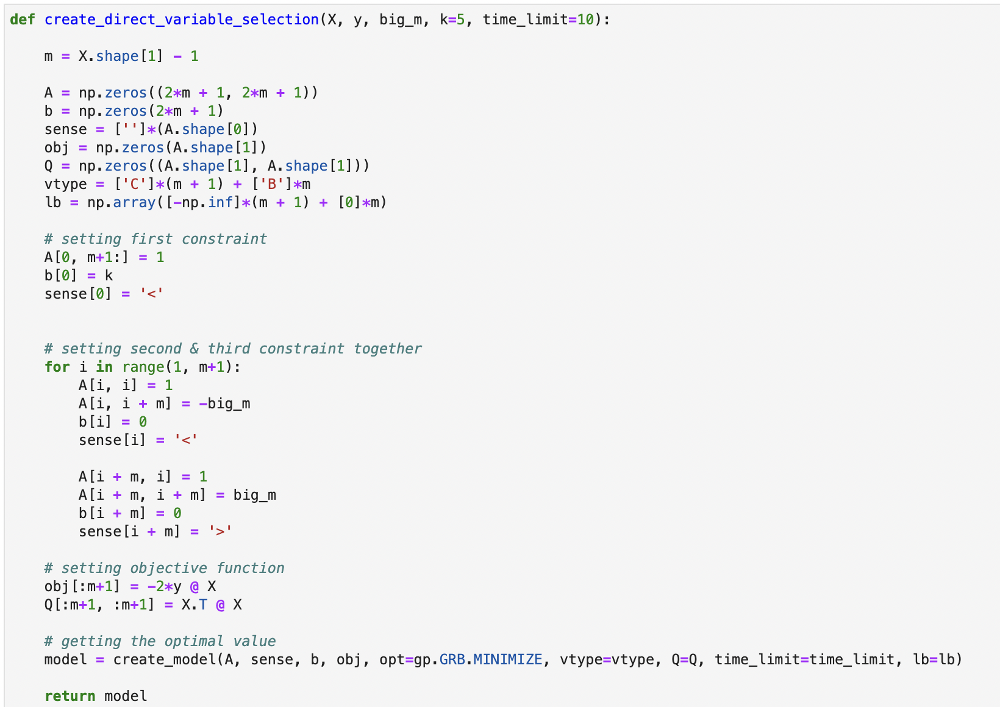 def create_direct_variable_selection(X, y, big_m, k=5, time_limit=10):
    m = X.shape[1] - 1
    A = np.zeros((2*m + 1, 2*m + 1))
    b = np.zeros(2*m + 1)
    sense = ['']*(A.shape[0])
    obj = np.zeros(A.shape[1])
    Q = np.zeros((A.shape[1], A.shape[1]))
    vtype = ['C']*(m + 1) + ['B']*m
    lb = np.array([-np.inf]*(m + 1) + [0]*m)
    # setting first constraint
    A[0, m+1:] = 1
    b[0] = k
    sense[0] = '<'
    # setting second & third constraint together
    for i in range(1, m+1):
        A[i, i] = 1
        A[i, i + m] = -big_m
        b[i] = 0
        sense[i] = '<'
        A[i + m, i] = 1
        A[i + m, i + m] = big_m
        b[i + m] = 0
        sense[i + m] = '>'
    # setting objective function
    obj[:m+1] = -2*y @ X
    Q[:m+1, :m+1] = X.T @ X
    # getting the optimal value
    model = create_model(A, sense, b, obj, opt=gp.GRB.MINIMIZE, vtype=vtype, Q=Q, time_limit=time_limit, lb=lb)
    return model